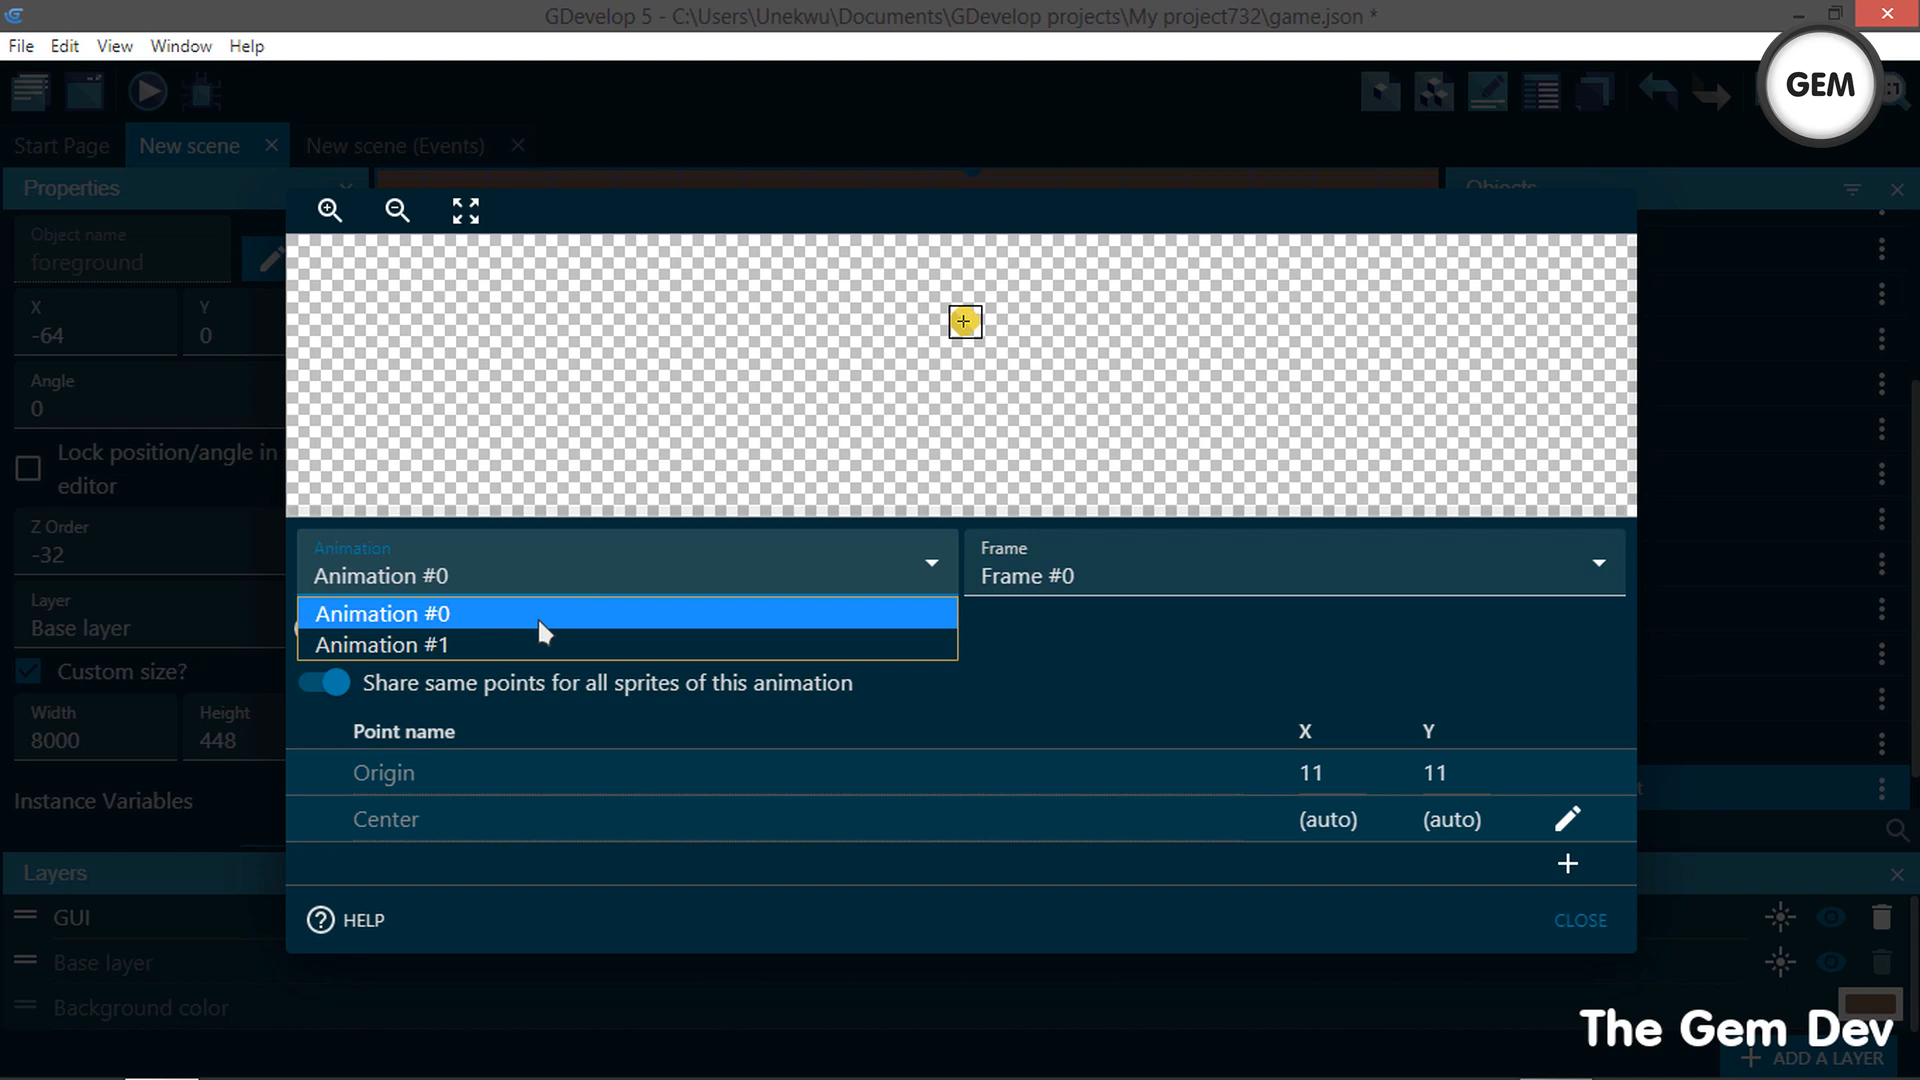 GDevelop 5 - C:\Users\Unekwu\Documents\GDevelop projects\My project732\game.json *
File Edit View Window Help
GEM
Start Page New scene New scene (Events)
Properties
Objects
Object name
foreground
X Y
-64 0
Angle
0
Lock position/angle in
editor
Z Order
-32
Layer
Base layer
Custom size?
Width Height
8000 448
Instance Variables
Animation
Animation #0
Frame
Frame #0
Animation #0
Animation #1
Share same points for all sprites of this animation
Point name X Y
Origin 11 11
Center (auto) (auto)
HELP
CLOSE
Layers
GUI
Base layer
Background color
The Gem Dev
ADD A LAYER